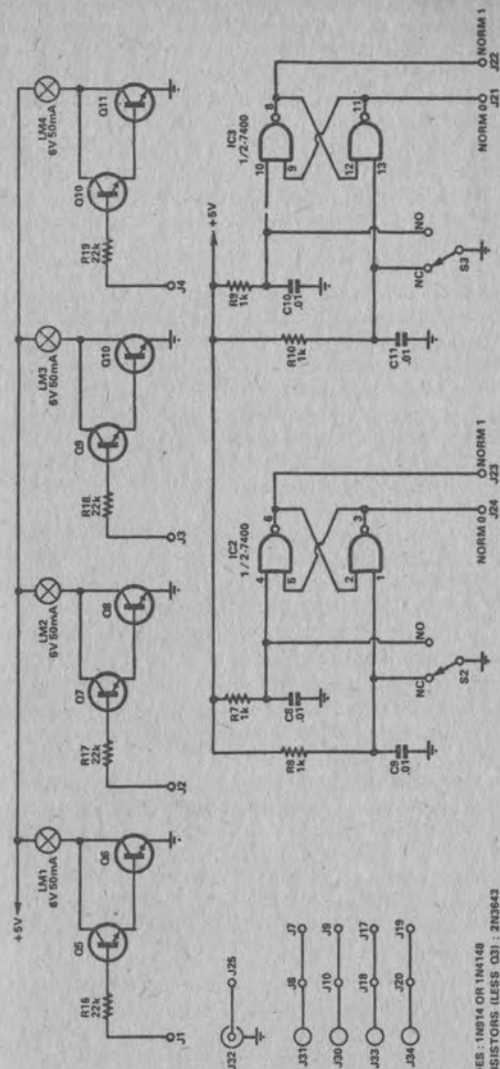 +5V
LM1
6V 50mA
Q5
Q6
R16
22k
J1
LM2
6V 50mA
Q7
Q8
R17
22k
J2
LM3
6V 50mA
Q9
Q10
R18
22k
J3
LM4
6V 50mA
Q10
Q11
R19
22k
J4
J32
J25
J31
J8
J7
J30
J10
J9
J33
J18
J17
J34
J20
J19
R7
1k
R8
1k
C8
.01
C9
.01
IC2
1/2-7400
4
5
6
2
1
3
NC
NO
S2
NORM 0
J24
NORM 1
J23
+5V
R9
1k
R10
1k
C10
.01
C11
.01
IC3
1/2-7400
10
9
8
12
13
11
NC
NO
S3
NORM 0
J21
NORM 1
J22
DES : 1N914 OR 1N4148
SISTORS (LESS Q3) : 2N3643